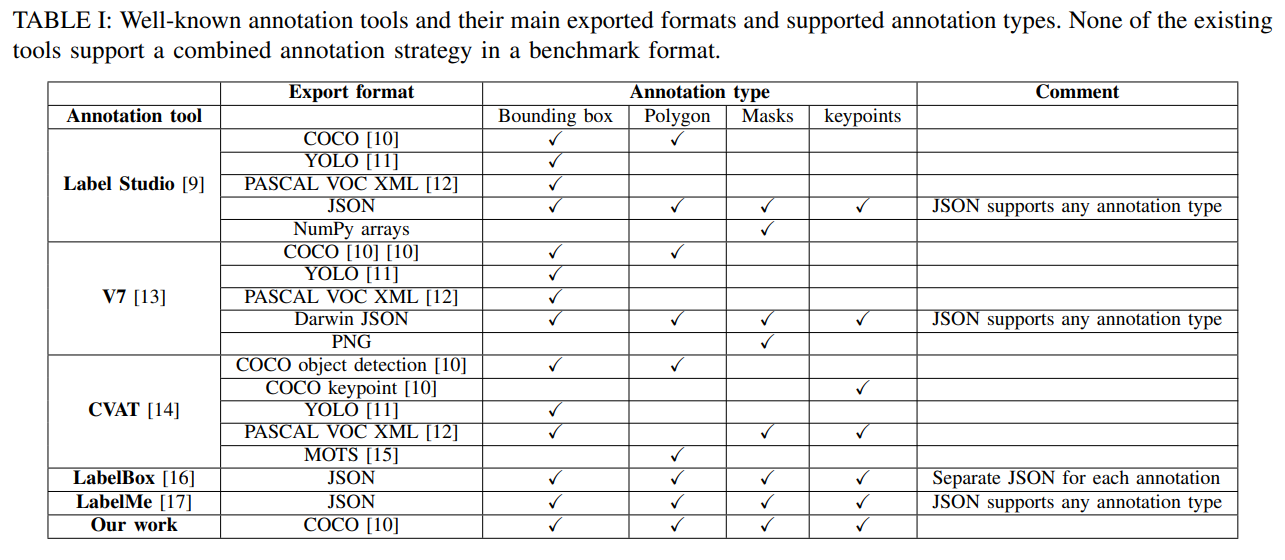 TABLE I: Well-known annotation tools and their main exported formats and supported annotation types. None of the existing
tools support a combined annotation strategy in a benchmark format.
Export format Annotation type Comment
Annotation tool Bounding box Polygon Masks keypoints
Label Studio [9]
COCO [10] ✓ ✓
YOLO [11] ✓
PASCAL VOC XML [12] ✓
JSON ✓ ✓ ✓ ✓ JSON supports any annotation type
NumPy arrays ✓
V7 [13]
COCO [10] [10] ✓ ✓
YOLO [11] ✓
PASCAL VOC XML [12] ✓
Darwin JSON ✓ ✓ ✓ ✓ JSON supports any annotation type
PNG ✓
CVAT [14]
COCO object detection [10] ✓ ✓
COCO keypoint [10] ✓
YOLO [11] ✓
PASCAL VOC XML [12] ✓ ✓ ✓
MOTS [15] ✓
LabelBox [16] JSON ✓ ✓ ✓ ✓ Separate JSON for each annotation
LabelMe [17] JSON ✓ ✓ ✓ ✓ JSON supports any annotation type
Our work COCO [10] ✓ ✓ ✓ ✓